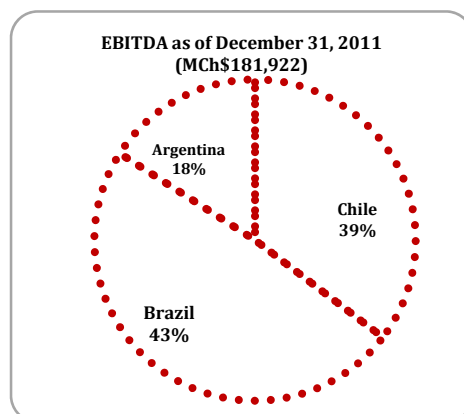 EBITDA as of December 31, 2011
(MCh$181,922)
Argentina
18%
Chile
39%
Brazil
43%